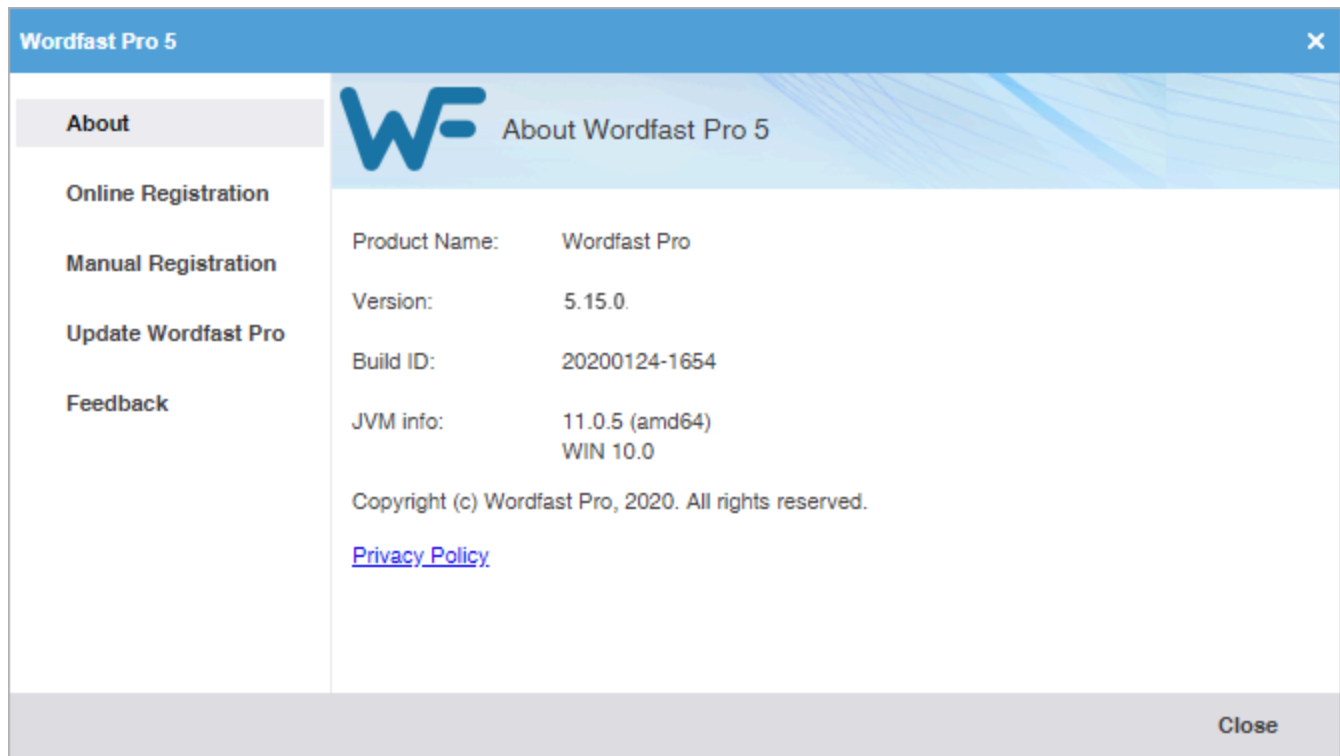 Wordfast Pro 5
About
Online Registration
Manual Registration
Update Wordfast Pro
Feedback
WF About Wordfast Pro 5
Product Name: Wordfast Pro
Version: 5.15.0.
Build ID: 20200124-1654
JVM info: 11.0.5 (amd64)
WIN 10.0
Copyright (c) Wordfast Pro, 2020. All rights reserved.
Privacy Policy
Close